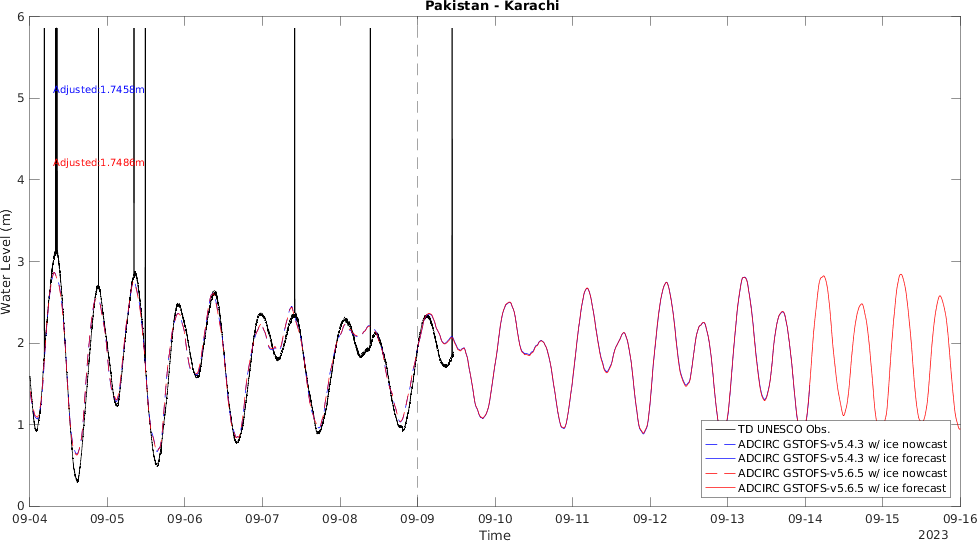 Pakistan - Karachi
6
5
4
3
2
1
0
Water Level (m)
Adjusted 1.7458m
Adjusted 1.7486m
TD UNESCO Obs.
ADCIRC GSTOFS-v5.4.3 w/ ice nowcast
ADCIRC GSTOFS-v5.4.3 w/ ice forecast
ADCIRC GSTOFS-v5.6.5 w/ ice nowcast
ADCIRC GSTOFS-v5.6.5 w/ ice forecast
09-04 09-05 09-06 09-07 09-08 09-09 09-10 09-11 09-12 09-13 09-14 09-15 09-16
Time
2023